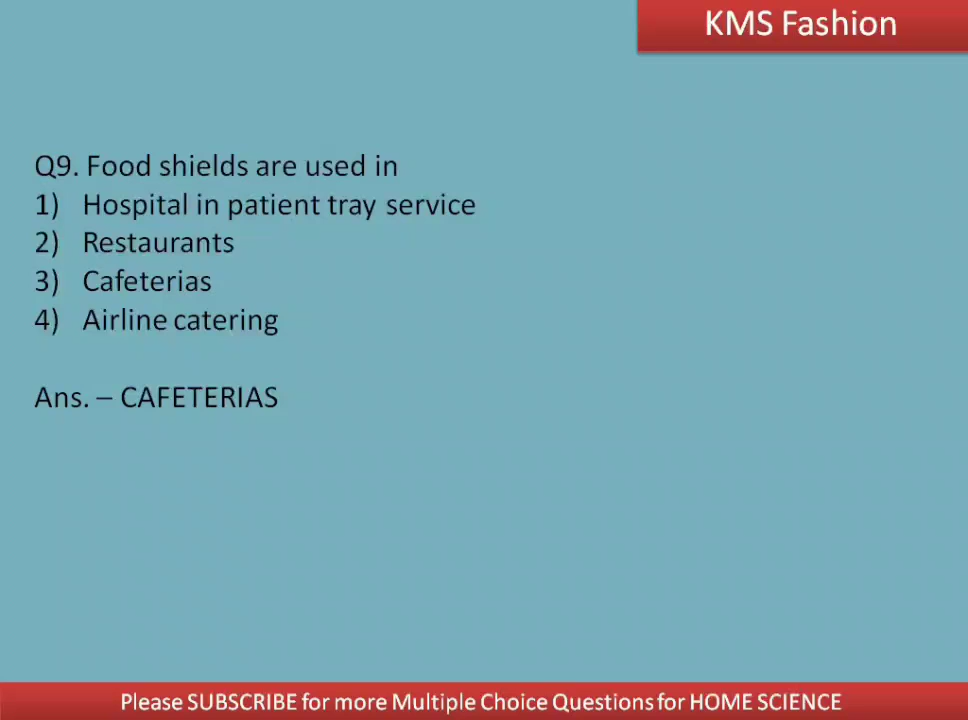 KMS Fashion
Q9. Food shields are used in
1) Hospital in patient tray service
2) Restaurants
3) Cafeterias
4) Airline catering
Ans. – CAFETERIAS
Please SUBSCRIBE for more Multiple Choice Questions for HOME SCIENCE